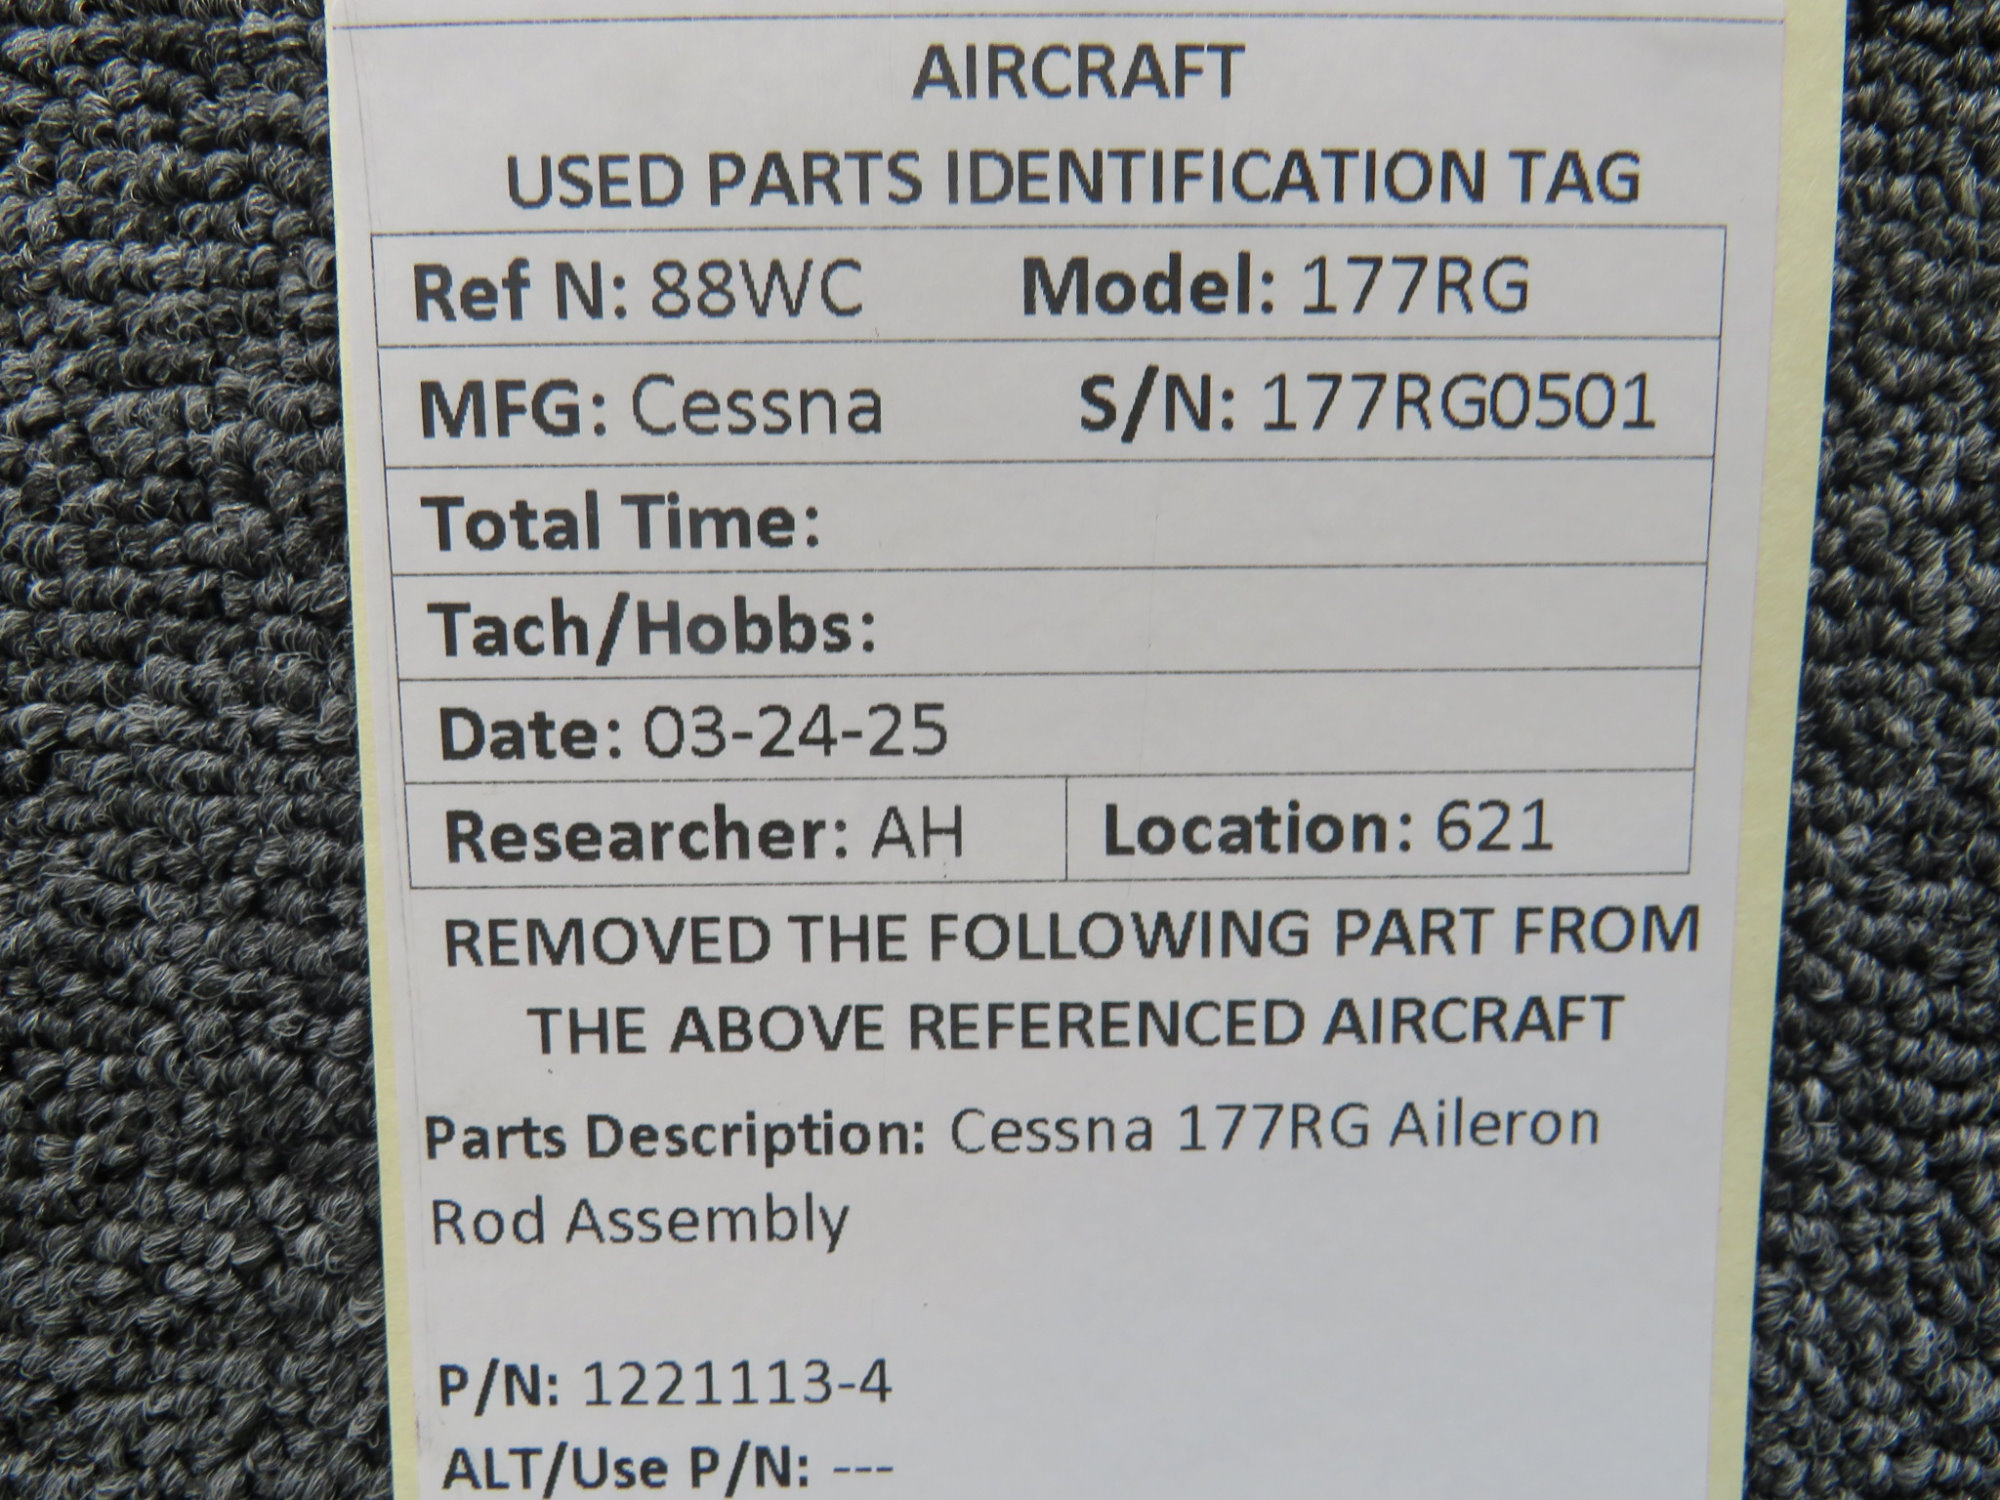 AIRCRAFT
USED PARTS IDENTIFICATION TAG
Ref N: 88WC Model: 177RG
MFG: Cessna S/N: 177RG0501
Total Time:
Tach/Hobbs:
Date: 03-24-25
Researcher: AH Location: 621
REMOVED THE FOLLOWING PART FROM
THE ABOVE REFERENCED AIRCRAFT
Parts Description: Cessna 177RG Aileron
Rod Assembly
P/N: 1221113-4
ALT/Use P/N: ---